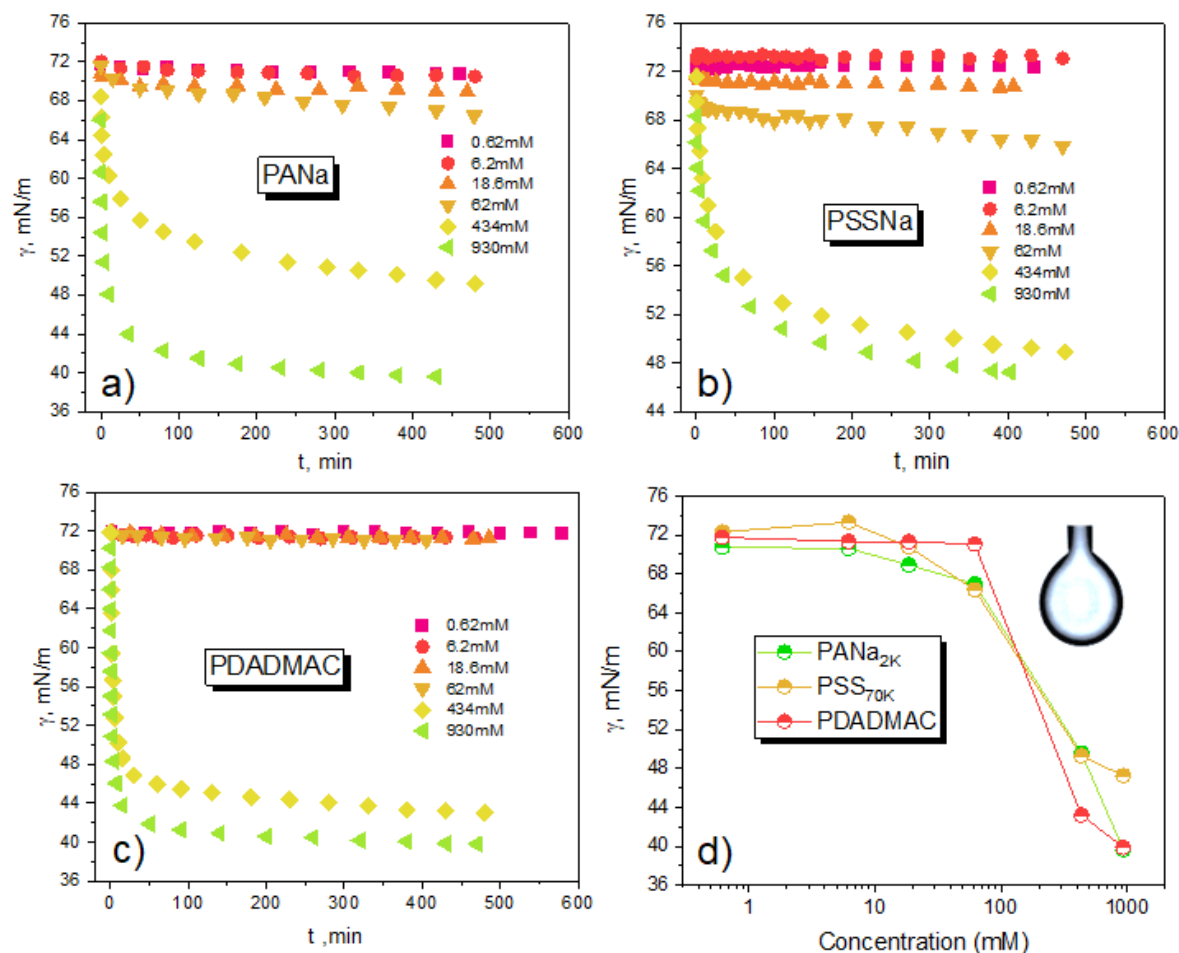 76
72
68
64
60
56
52
48
44
40
36
γ, mN/m
PANa
0.62mM
6.2mM
18.6mM
62mM
434mM
930mM
a)
0 100 200 300 400 500 600
t, min
76
72
68
64
60
56
52
48
44
γ, mN/m
PSSNa
0.62mM
6.2mM
18.6mM
62mM
434mM
930mM
b)
0 100 200 300 400 500 600
t, min
76
72
68
64
60
56
52
48
44
40
36
γ, mN/m
PDADMAC
0.62mM
6.2mM
18.6mM
62mM
434mM
930mM
c)
0 100 200 300 400 500 600
t ,min
76
72
68
64
60
56
52
48
44
40
36
γ, mN/m
PANa2K
PSS70K
PDADMAC
d)
1 10 100 1000
Concentration (mM)